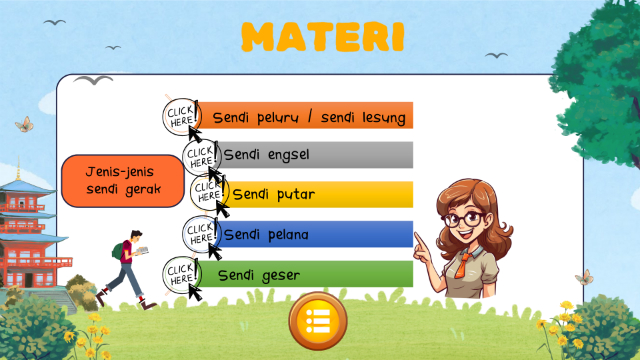 MATERI
CLICK
HERE!
Sendi peluru / sendi lesung
CLICK
HERE!
Sendi engsel
Jenis-jenis
sendi gerak
CLICK
HERE!
Sendi putar
CLICK
HERE!
Sendi pelana
CLICK
HERE!
Sendi geser